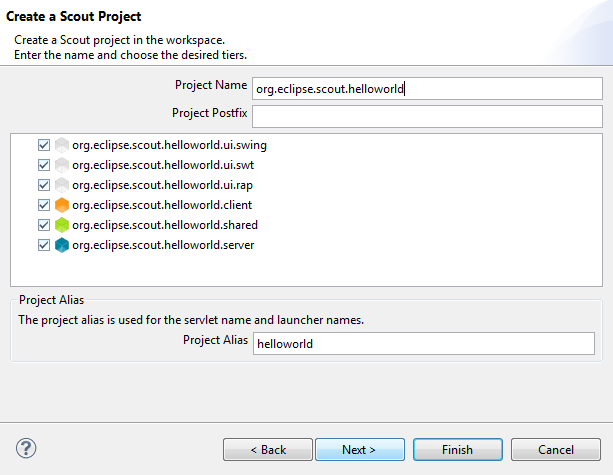 Create a Scout Project
Create a Scout project in the workspace.
Enter the name and choose the desired tiers.
Project Name org.eclipse.scout.helloworld
Project Postfix
org.eclipse.scout.helloworld.ui.swing
org.eclipse.scout.helloworld.ui.swt
org.eclipse.scout.helloworld.ui.rap
org.eclipse.scout.helloworld.client
org.eclipse.scout.helloworld.shared
org.eclipse.scout.helloworld.server
Project Alias
The project alias is used for the servlet name and launcher names.
Project Alias helloworld
? < Back Next > Finish Cancel